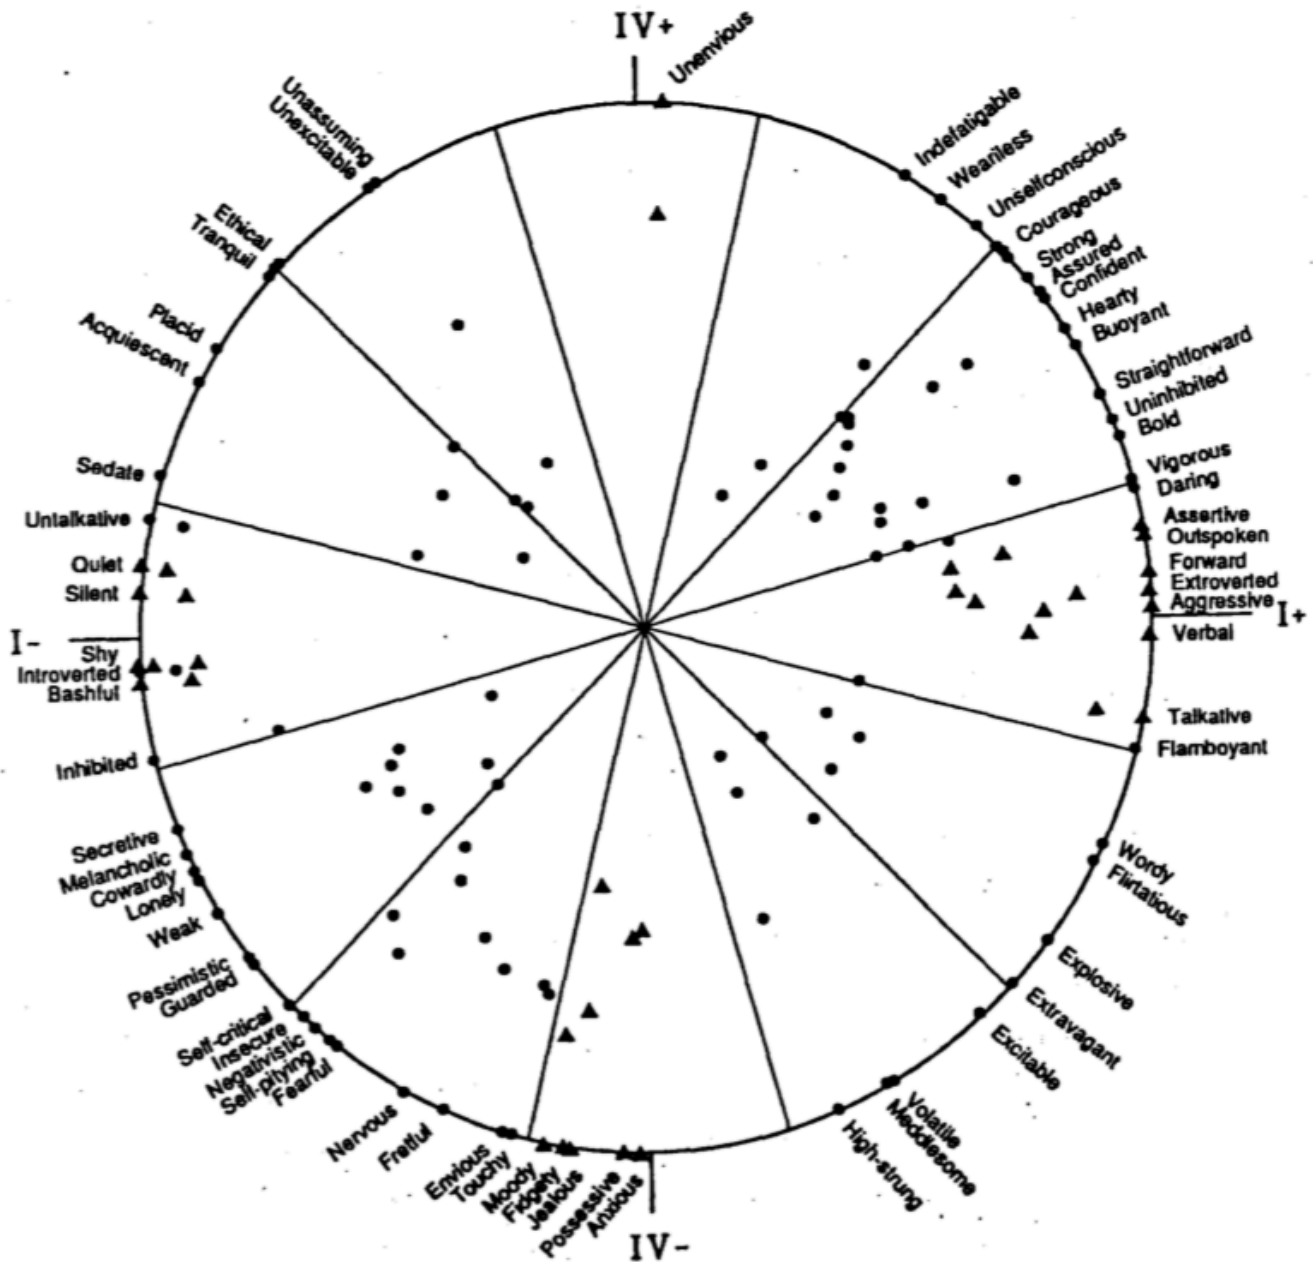 IV+
Unenvious
Indefatigable
Weariless
Unselfconscious
Courageous
Strong
Assured
Confident
Hearty
Buoyant
Straightforward
Uninhibited
Bold
Vigorous
Daring
Assertive
Outspoken
Forward
Extroverted
Aggressive
I+
Verbal
Talkative
Flamboyant
Wordy
Flirtatious
Explosive
Extravagant
Excitable
Volatile
Meddlesome
High-strung
IV-
Anxious
Possessive
Jealous
Fidgety
Moody
Touchy
Envious
Fretful
Nervous
Fearful
Self-pitying
Negativistic
Insecure
Self-critical
Guarded
Pessimistic
Weak
Lonely
Cowardly
Melancholic
Secretive
Inhibited
Bashful
Introverted
Shy
I-
Silent
Quiet
Untalkative
Sedate
Acquiescent
Placid
Tranquil
Ethical
Unexcitable
Unassuming